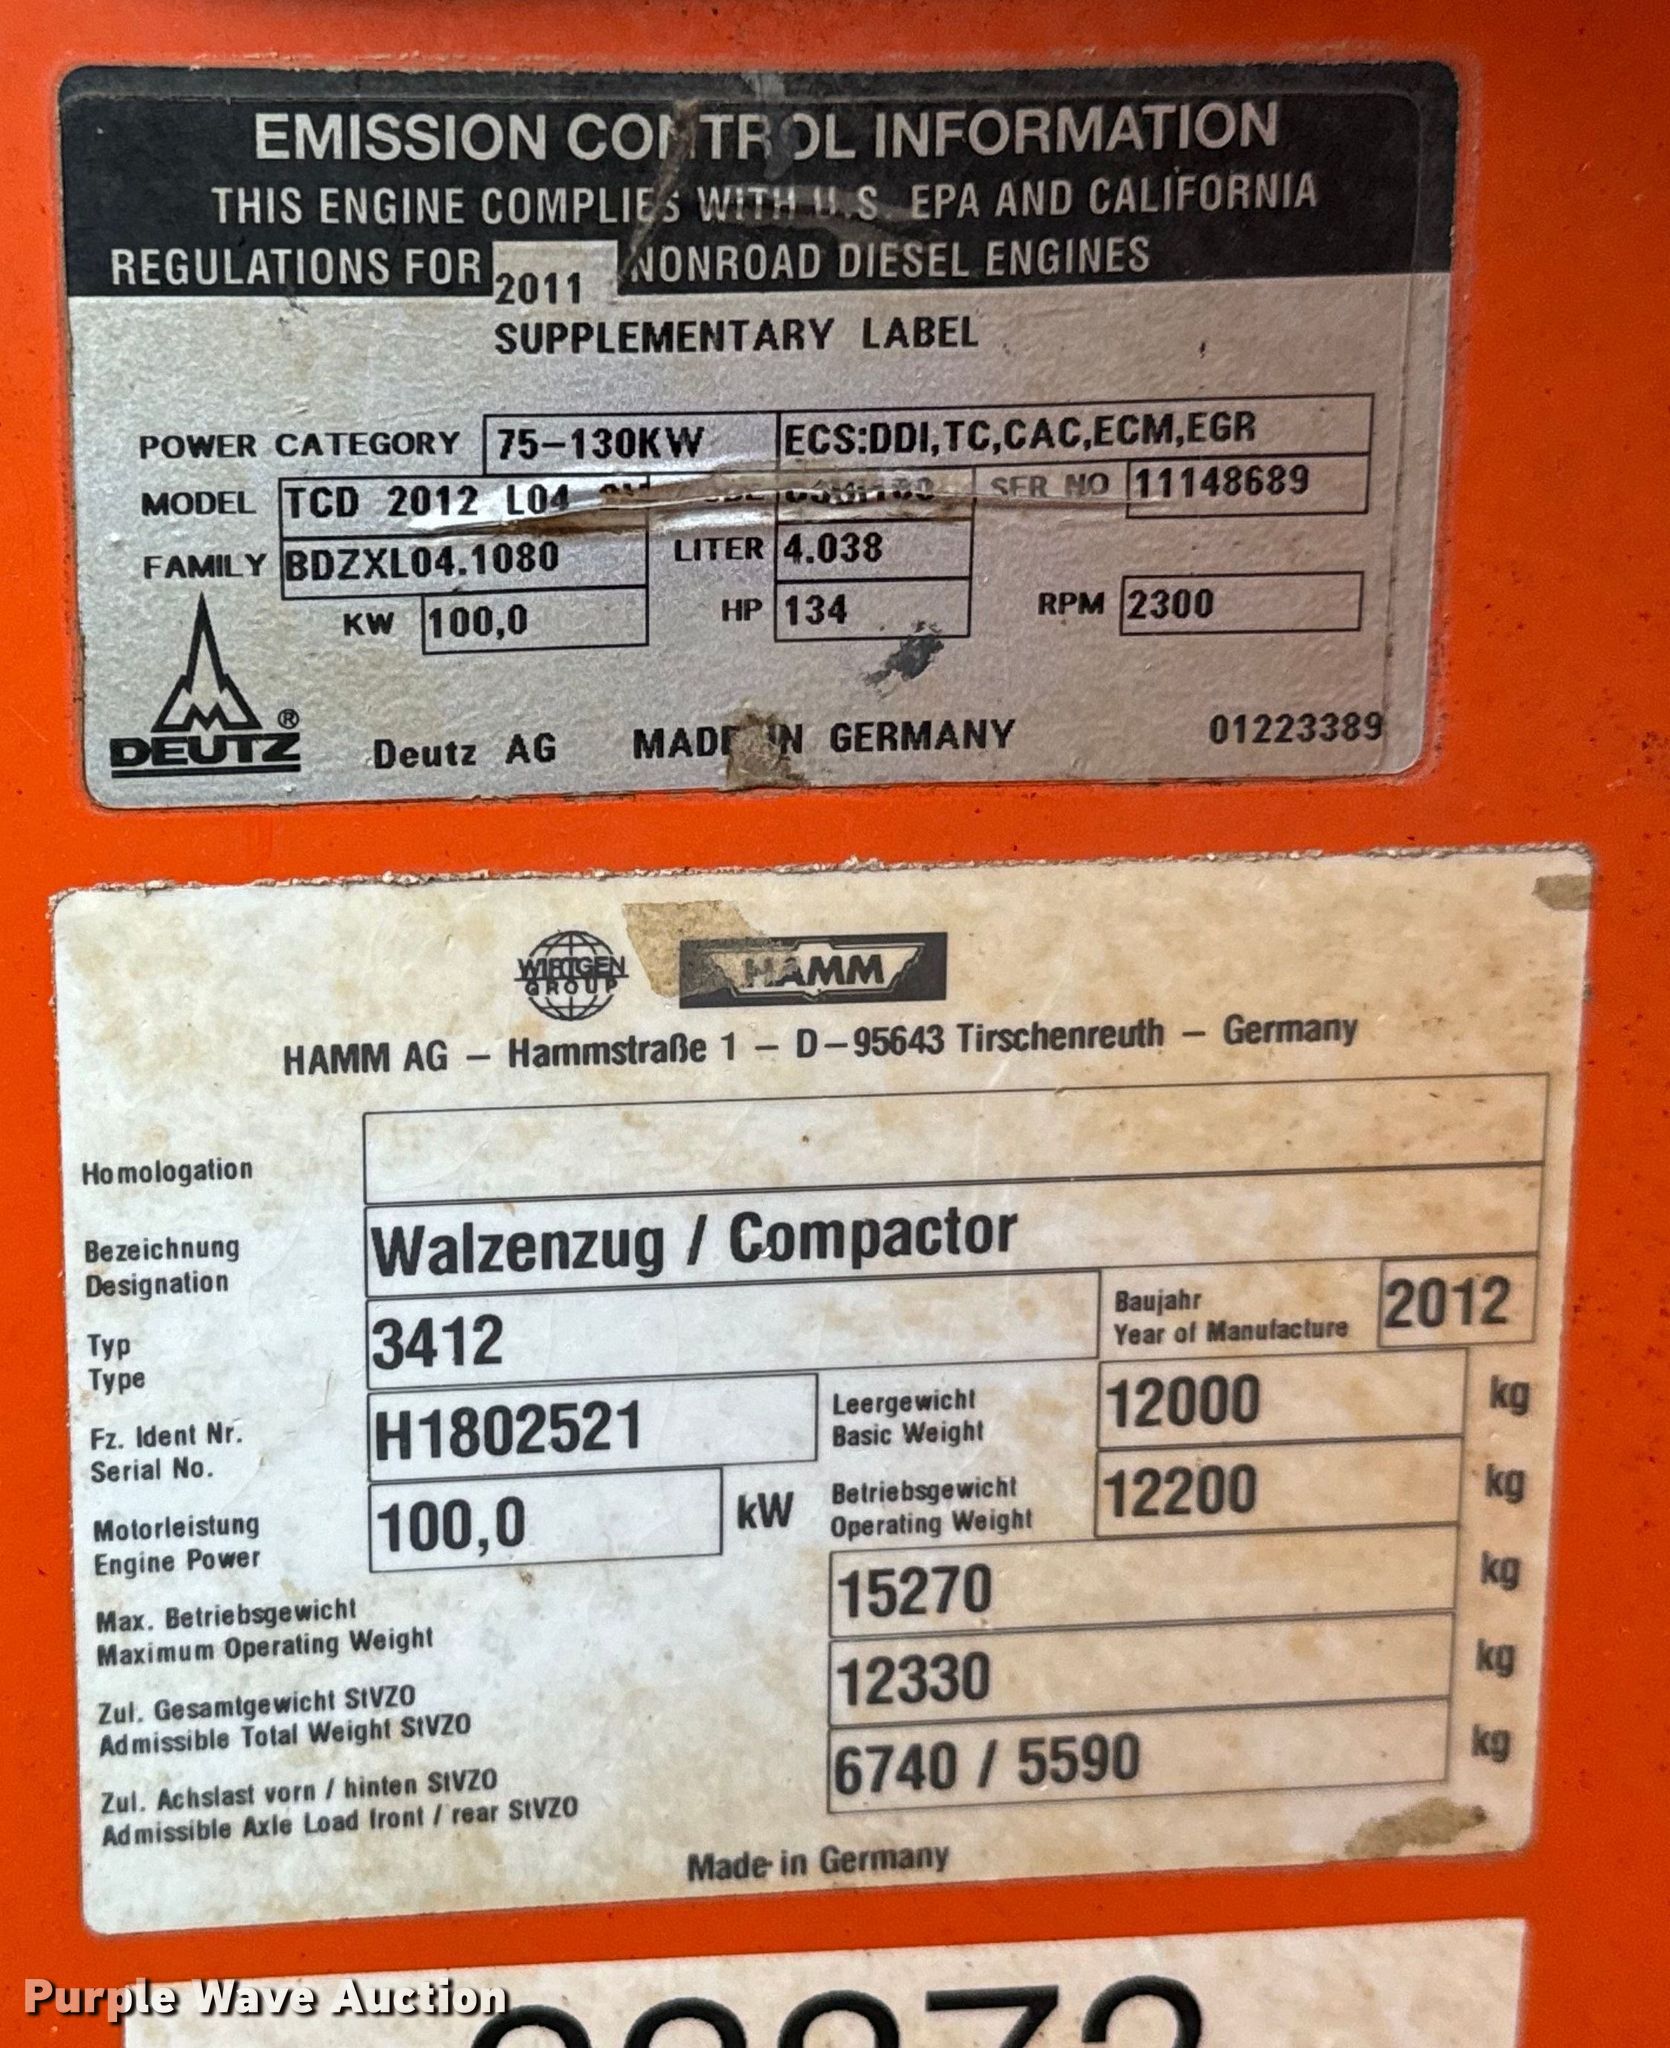 EMISSION CONTROL INFORMATION
THIS ENGINE COMPLIES WITH U.S. EPA AND CALIFORNIA
REGULATIONS FOR 2011 NONROAD DIESEL ENGINES
SUPPLEMENTARY LABEL
POWER CATEGORY 75-130KW ECS:DDI,TC,CAC,ECM,EGR
MODEL TCD 2012 L04 SER NO 11148689
FAMILY BDZXL04.1080 LITER 4.038
KW 100,0 HP 134 RPM 2300
DEUTZ ® Deutz AG MADE IN GERMANY 01223389
WIRTGEN GROUP HAMM
HAMM AG – Hammstraße 1 – D–95643 Tirschenreuth – Germany
Homologation
Bezeichnung
Designation
Walzenzug / Compactor
Typ
Type
3412
Baujahr
Year of Manufacture
2012
Fz. Ident Nr.
Serial No.
H1802521
Leergewicht
Basic Weight
12000 kg
Motorleistung
Engine Power
100,0 kW
Betriebsgewicht
Operating Weight
12200 kg
Max. Betriebsgewicht
Maximum Operating Weight
15270 kg
Zul. Gesamtgewicht StVZO
Admissible Total Weight StVZO
12330 kg
Zul. Achslast vorn / hinten StVZO
Admissible Axle Load front / rear StVZO
6740 / 5590 kg
Made in Germany
Purple Wave Auction